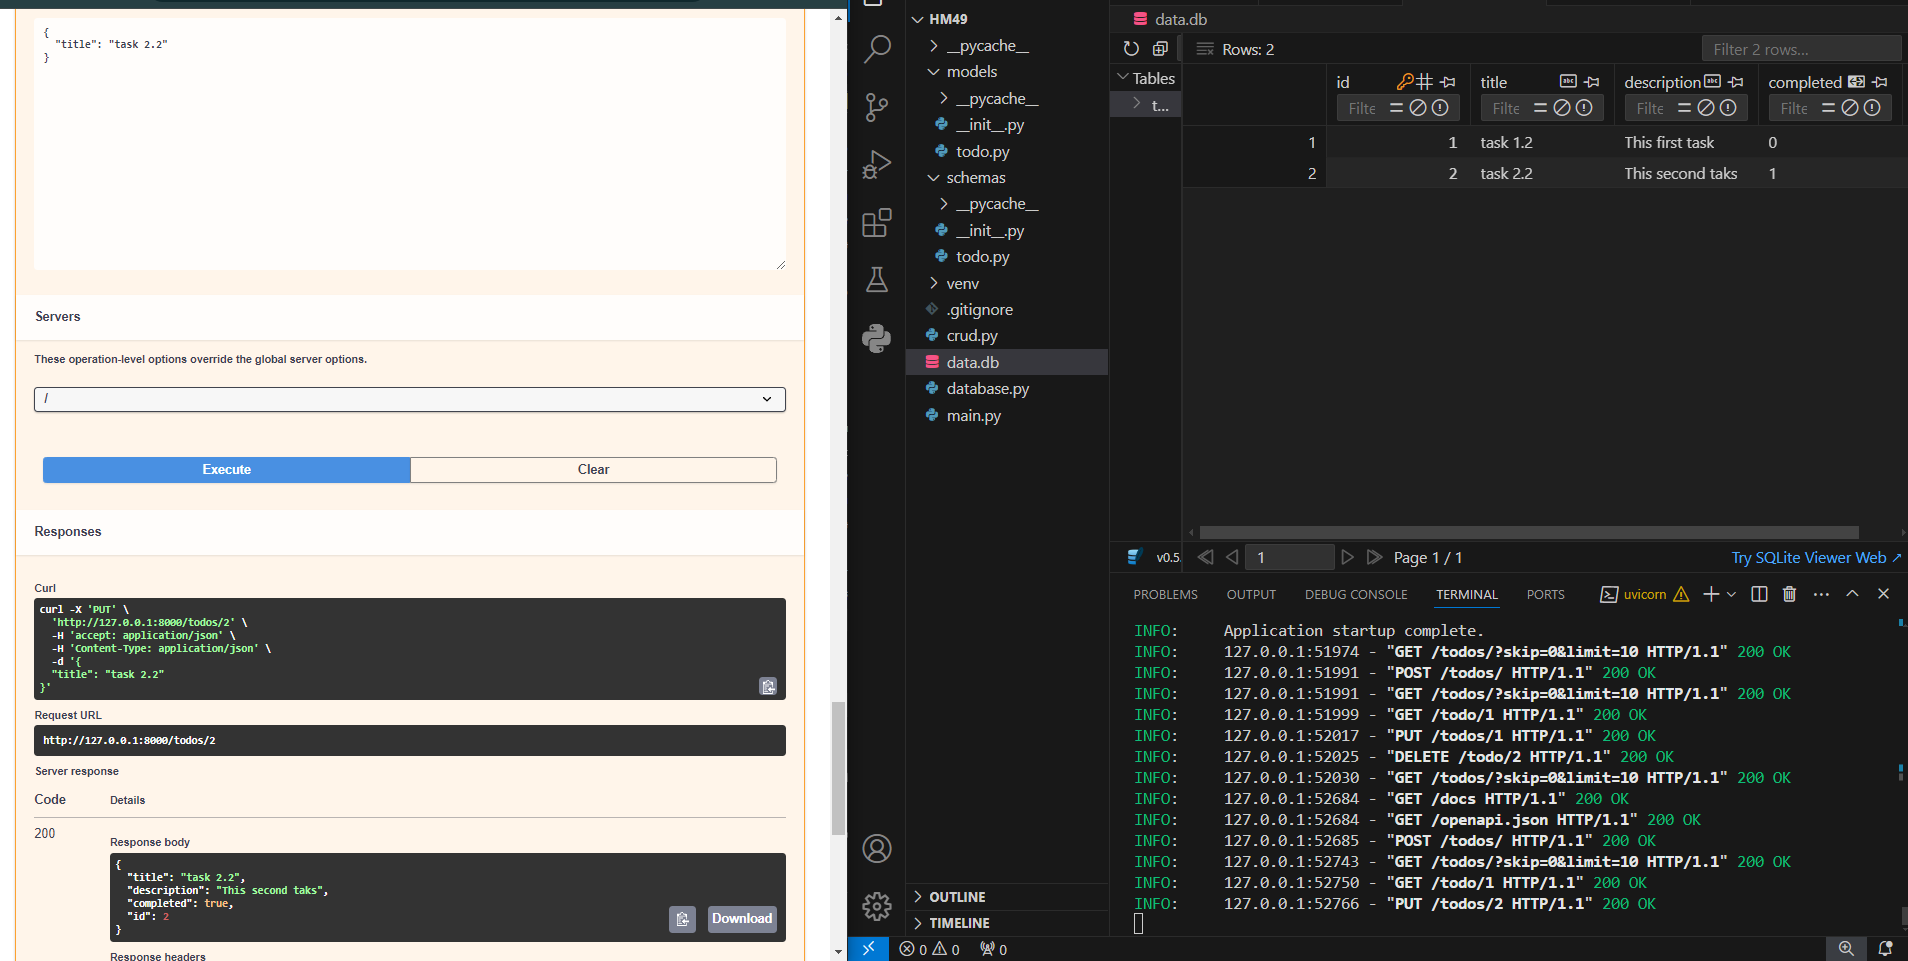 {
  "title": "task 2.2"
}
Servers
These operation-level options override the global server options.
/
Execute
Clear
Responses
Curl
curl -X 'PUT' \
  'http://127.0.0.1:8000/todos/2' \
  -H 'accept: application/json' \
  -H 'Content-Type: application/json' \
  -d '{
  "title": "task 2.2"
}'
Request URL
http://127.0.0.1:8000/todos/2
Server response
Code Details
200
Response body
{
  "title": "task 2.2",
  "description": "This second taks",
  "completed": true,
  "id": 2
}
Download
Response headers
HM49
__pycache__
models
__pycache__
__init__.py
todo.py
schemas
__pycache__
__init__.py
todo.py
venv
.gitignore
crud.py
data.db
database.py
main.py
OUTLINE
TIMELINE
data.db
Rows: 2
Filter 2 rows...
Tables
t...
id title description completed
Filte Filte Filte Filte
1 1 task 1.2 This first task 0
2 2 task 2.2 This second taks 1
v0.5.
1
Page 1 / 1
Try SQLite Viewer Web ↗
PROBLEMS OUTPUT DEBUG CONSOLE TERMINAL PORTS uvicorn
INFO: Application startup complete.
INFO: 127.0.0.1:51974 - "GET /todos/?skip=0&limit=10 HTTP/1.1" 200 OK
INFO: 127.0.0.1:51991 - "POST /todos/ HTTP/1.1" 200 OK
INFO: 127.0.0.1:51991 - "GET /todos/?skip=0&limit=10 HTTP/1.1" 200 OK
INFO: 127.0.0.1:51999 - "GET /todo/1 HTTP/1.1" 200 OK
INFO: 127.0.0.1:52017 - "PUT /todos/1 HTTP/1.1" 200 OK
INFO: 127.0.0.1:52025 - "DELETE /todo/2 HTTP/1.1" 200 OK
INFO: 127.0.0.1:52030 - "GET /todos/?skip=0&limit=10 HTTP/1.1" 200 OK
INFO: 127.0.0.1:52684 - "GET /docs HTTP/1.1" 200 OK
INFO: 127.0.0.1:52684 - "GET /openapi.json HTTP/1.1" 200 OK
INFO: 127.0.0.1:52685 - "POST /todos/ HTTP/1.1" 200 OK
INFO: 127.0.0.1:52743 - "GET /todos/?skip=0&limit=10 HTTP/1.1" 200 OK
INFO: 127.0.0.1:52750 - "GET /todo/1 HTTP/1.1" 200 OK
INFO: 127.0.0.1:52766 - "PUT /todos/2 HTTP/1.1" 200 OK
0 0 0